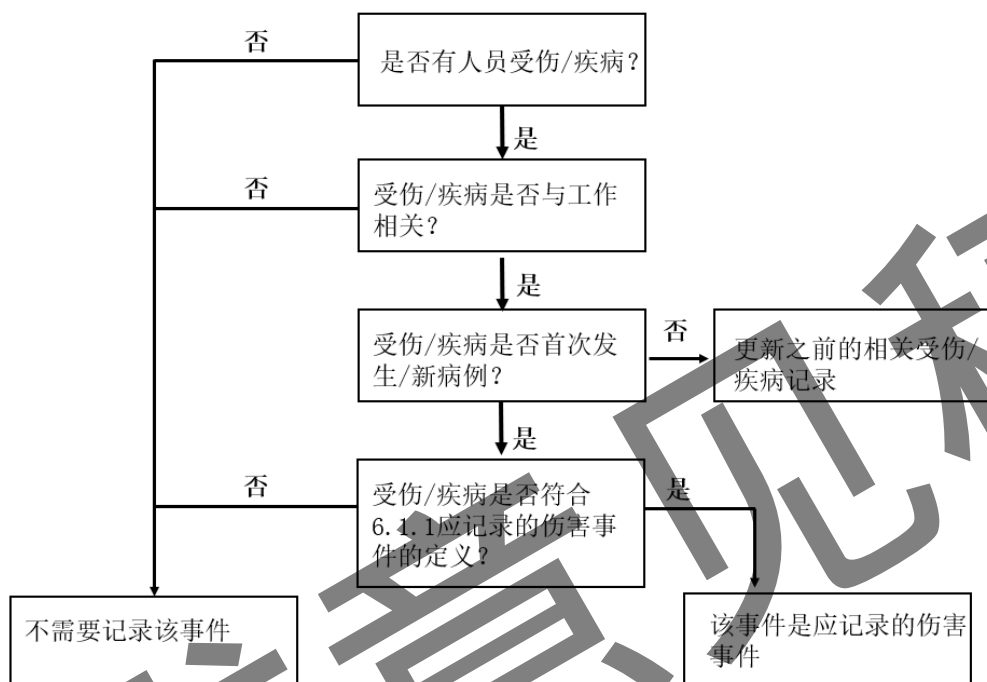 否
是否有人员受伤/疾病？
是
否
受伤/疾病是否与工作
相关？
是
受伤/疾病是否首次发
生/新病例？
否
更新之前的相关受伤/
疾病记录
是
否
受伤/疾病是否符合
6.1.1应记录的伤害事
件的定义？
是
不需要记录该事件
该事件是应记录的伤害
事件
意见稿